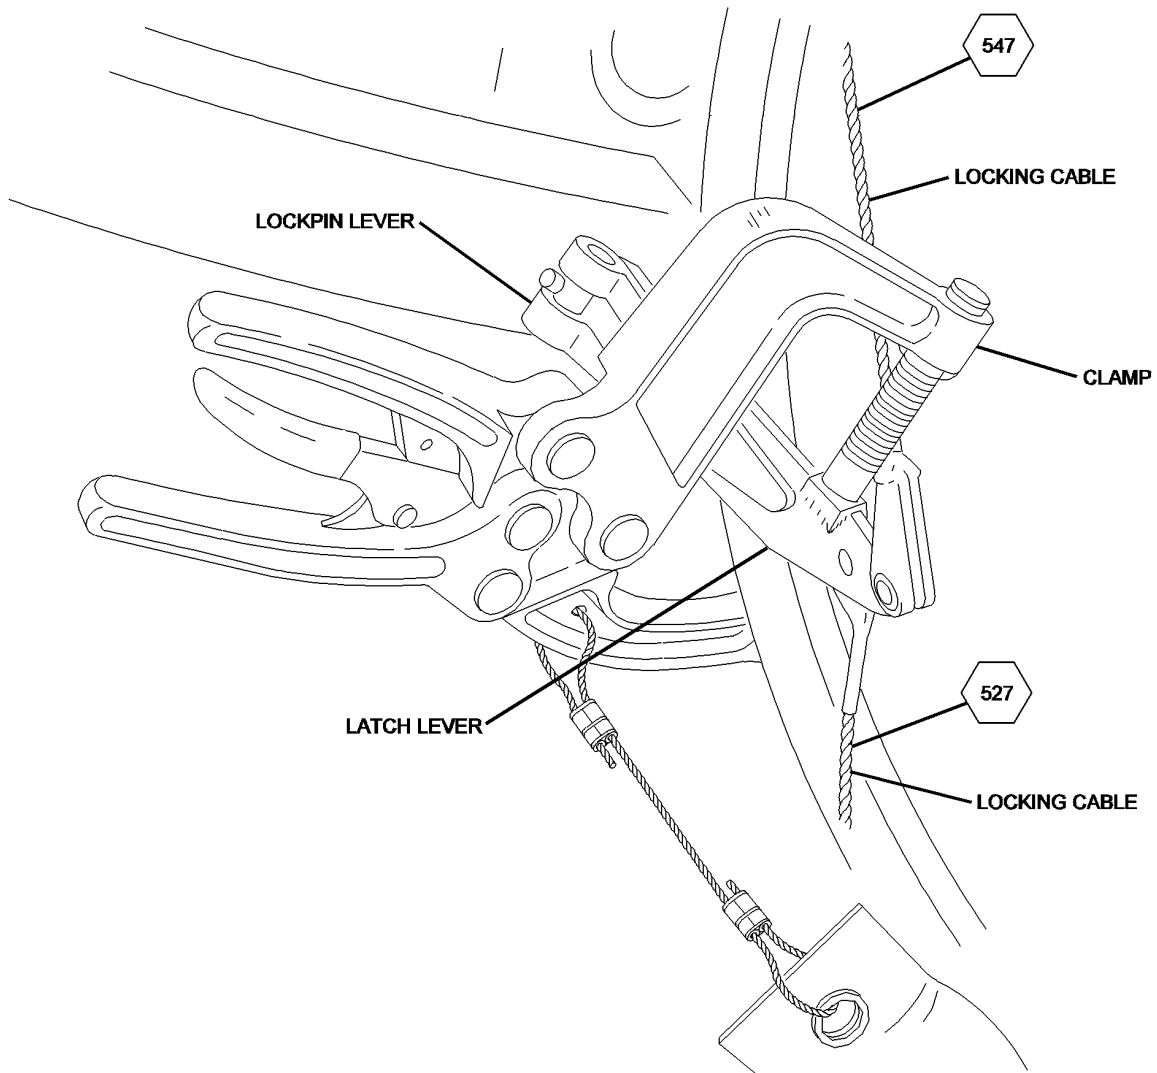 547
LOCKING CABLE
LOCKPIN LEVER
CLAMP
527
LATCH LEVER
LOCKING CABLE